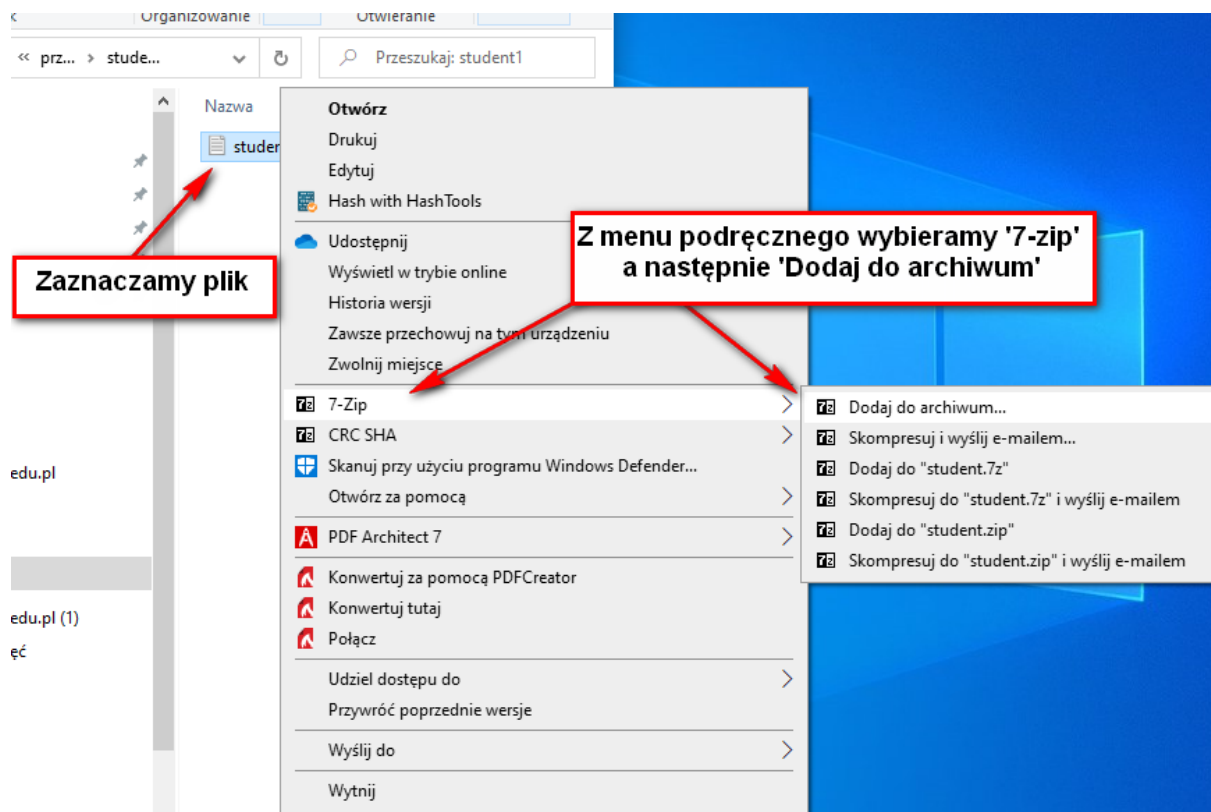 Organizowanie Otwieranie
« prz... › stude... Przeszukaj: student1
Nazwa
Otwórz
Drukuj
Edytuj
Hash with HashTools
Udostępnij
Wyświetl w trybie online
Historia wersji
Zawsze przechowuj na tym urządzeniu
Zwolnij miejsce
7-Zip
CRC SHA
Skanuj przy użyciu programu Windows Defender...
Otwórz za pomocą
PDF Architect 7
Konwertuj za pomocą PDFCreator
Konwertuj tutaj
Połącz
Udziel dostępu do
Przywróć poprzednie wersje
Wyślij do
Wytnij
Zaznaczamy plik
Z menu podręcznego wybieramy '7-zip'
a następnie 'Dodaj do archiwum'
Dodaj do archiwum...
Skompresuj i wyślij e-mailem...
Dodaj do "student.7z"
Skompresuj do "student.7z" i wyślij e-mailem
Dodaj do "student.zip"
Skompresuj do "student.zip" i wyślij e-mailem
edu.pl
edu.pl (1)
ęć